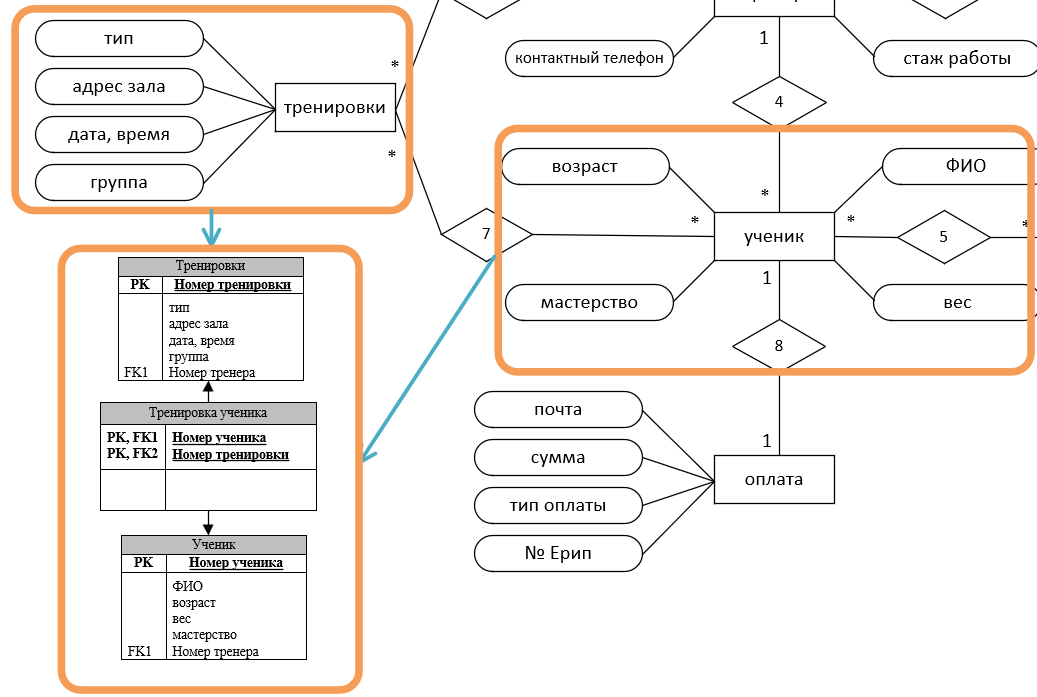 тип
адрес зала
дата, время
группа
тренировки
*
*
7
контактный телефон
1
стаж работы
4
возраст
ФИО
*
*
ученик
*
5
*
мастерство
1
вес
8
почта
сумма
тип оплаты
№ Ерип
1
оплата
Тренировки
PK Номер тренировки
тип
адрес зала
дата, время
группа
FK1 Номер тренера
Тренировка ученика
PK, FK1 Номер ученика
PK, FK2 Номер тренировки
Ученик
PK Номер ученика
ФИО
возраст
вес
мастерство
FK1 Номер тренера